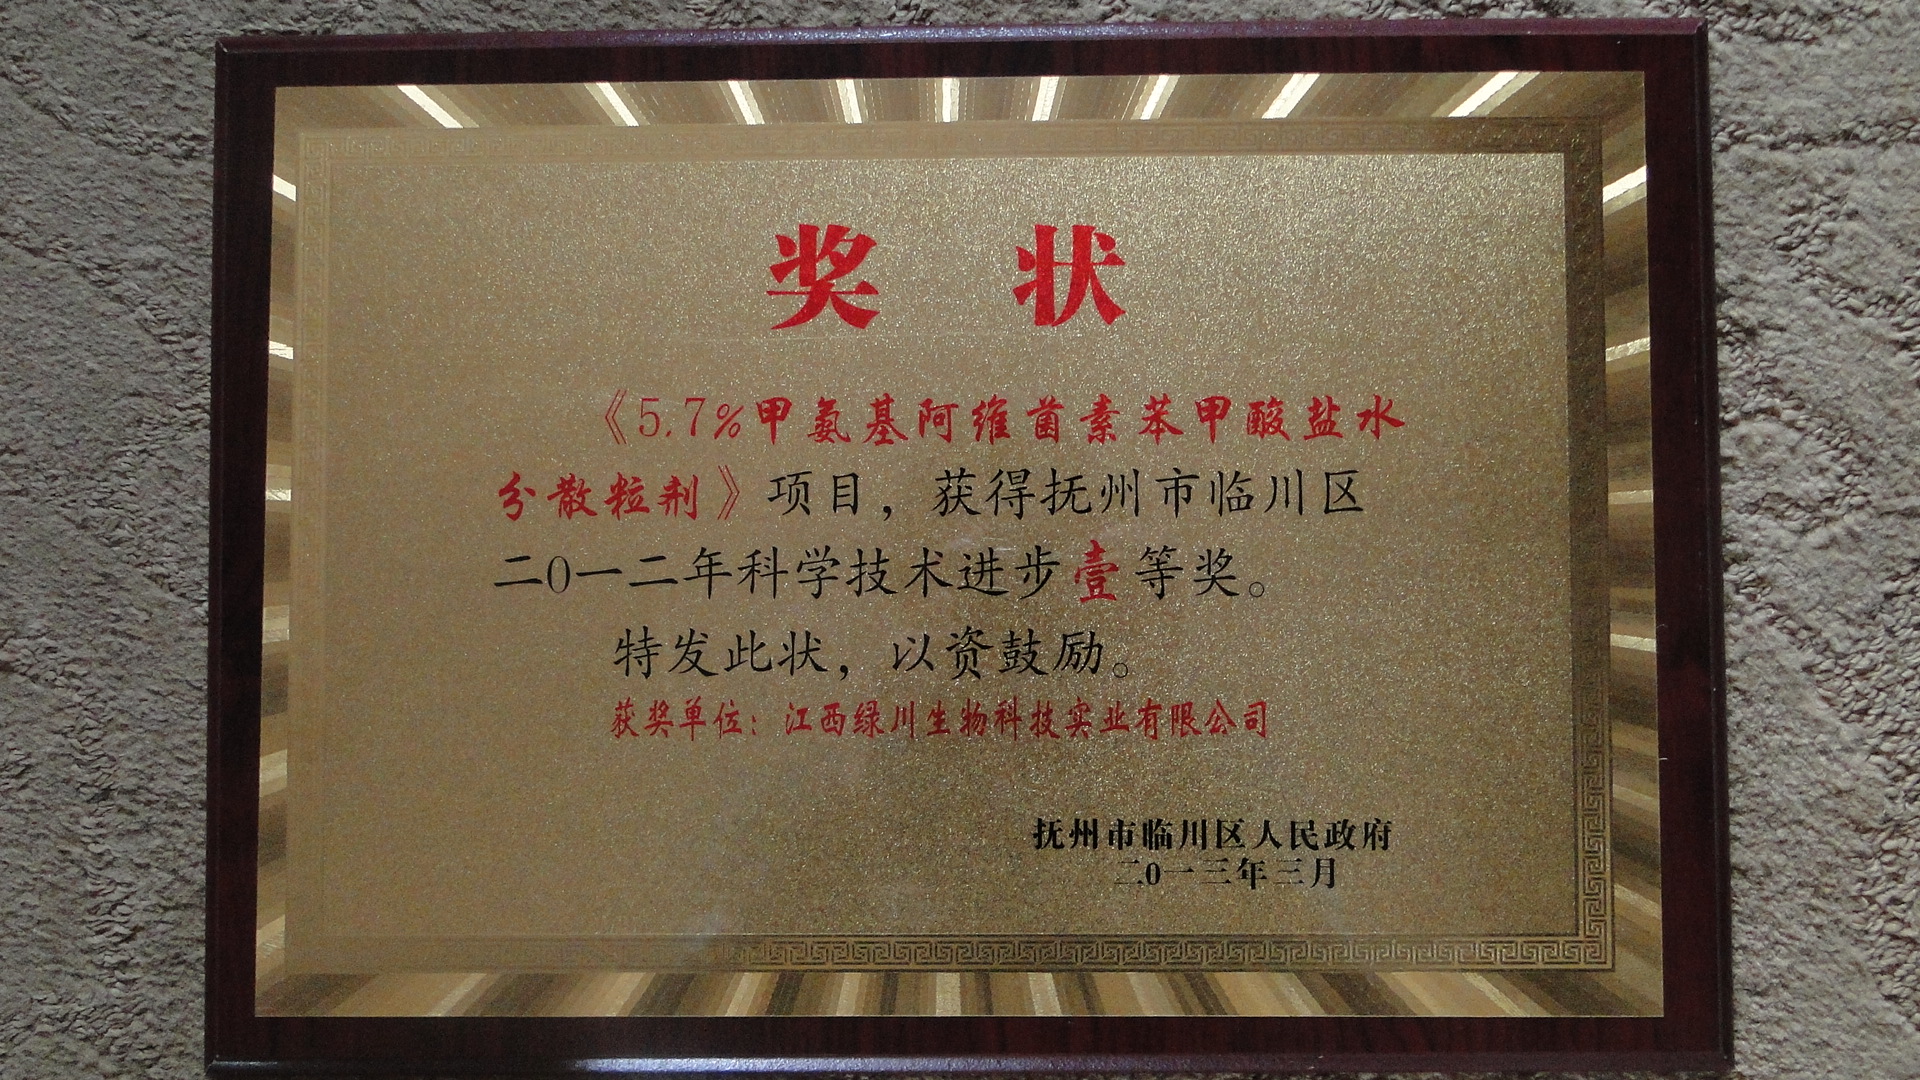 奖状
《5.7%甲氨基阿维菌素苯甲酸盐水
分散粒剂》项目，获得抚州市临川区
二0一二年科学技术进步壹等奖。
特发此状，以资鼓励。
获奖单位：江西绿川生物科技实业有限公司
抚州市临川区人民政府
二0一三年三月